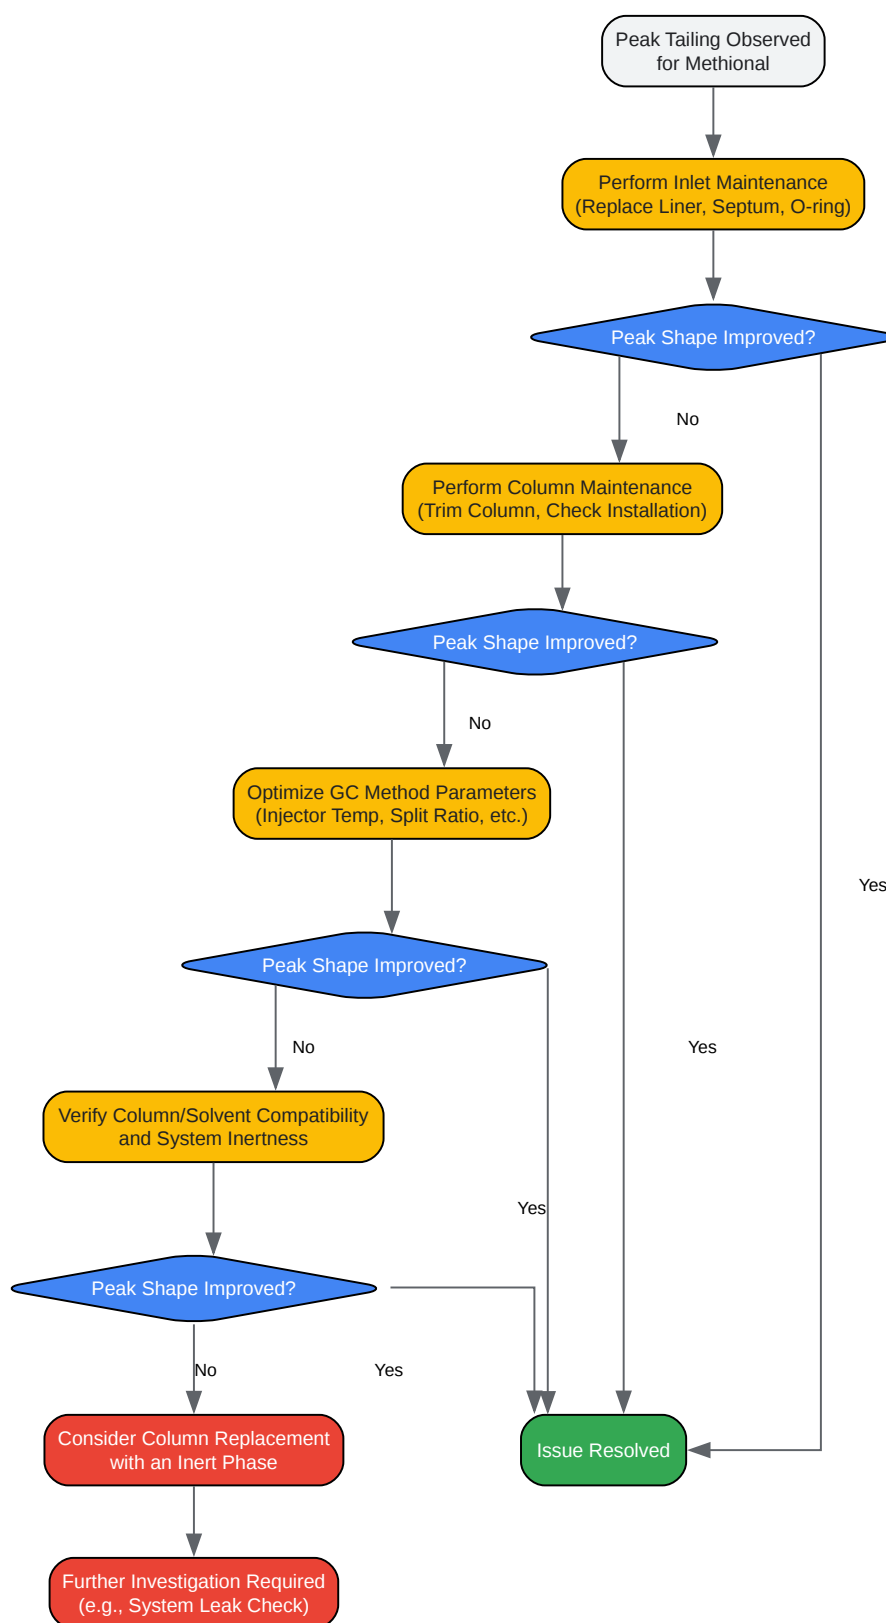 Peak Tailing Observed
for Methional
Perform Inlet Maintenance
(Replace Liner, Septum, O-ring)
Peak Shape Improved?
No
Perform Column Maintenance
(Trim Column, Check Installation)
Peak Shape Improved?
No
Optimize GC Method Parameters
(Injector Temp, Split Ratio, etc.)
Yes
Peak Shape Improved?
No
Yes
Verify Column/Solvent Compatibility
and System Inertness
Yes
Peak Shape Improved?
No
Yes
Consider Column Replacement
with an Inert Phase
Issue Resolved
Further Investigation Required
(e.g., System Leak Check)